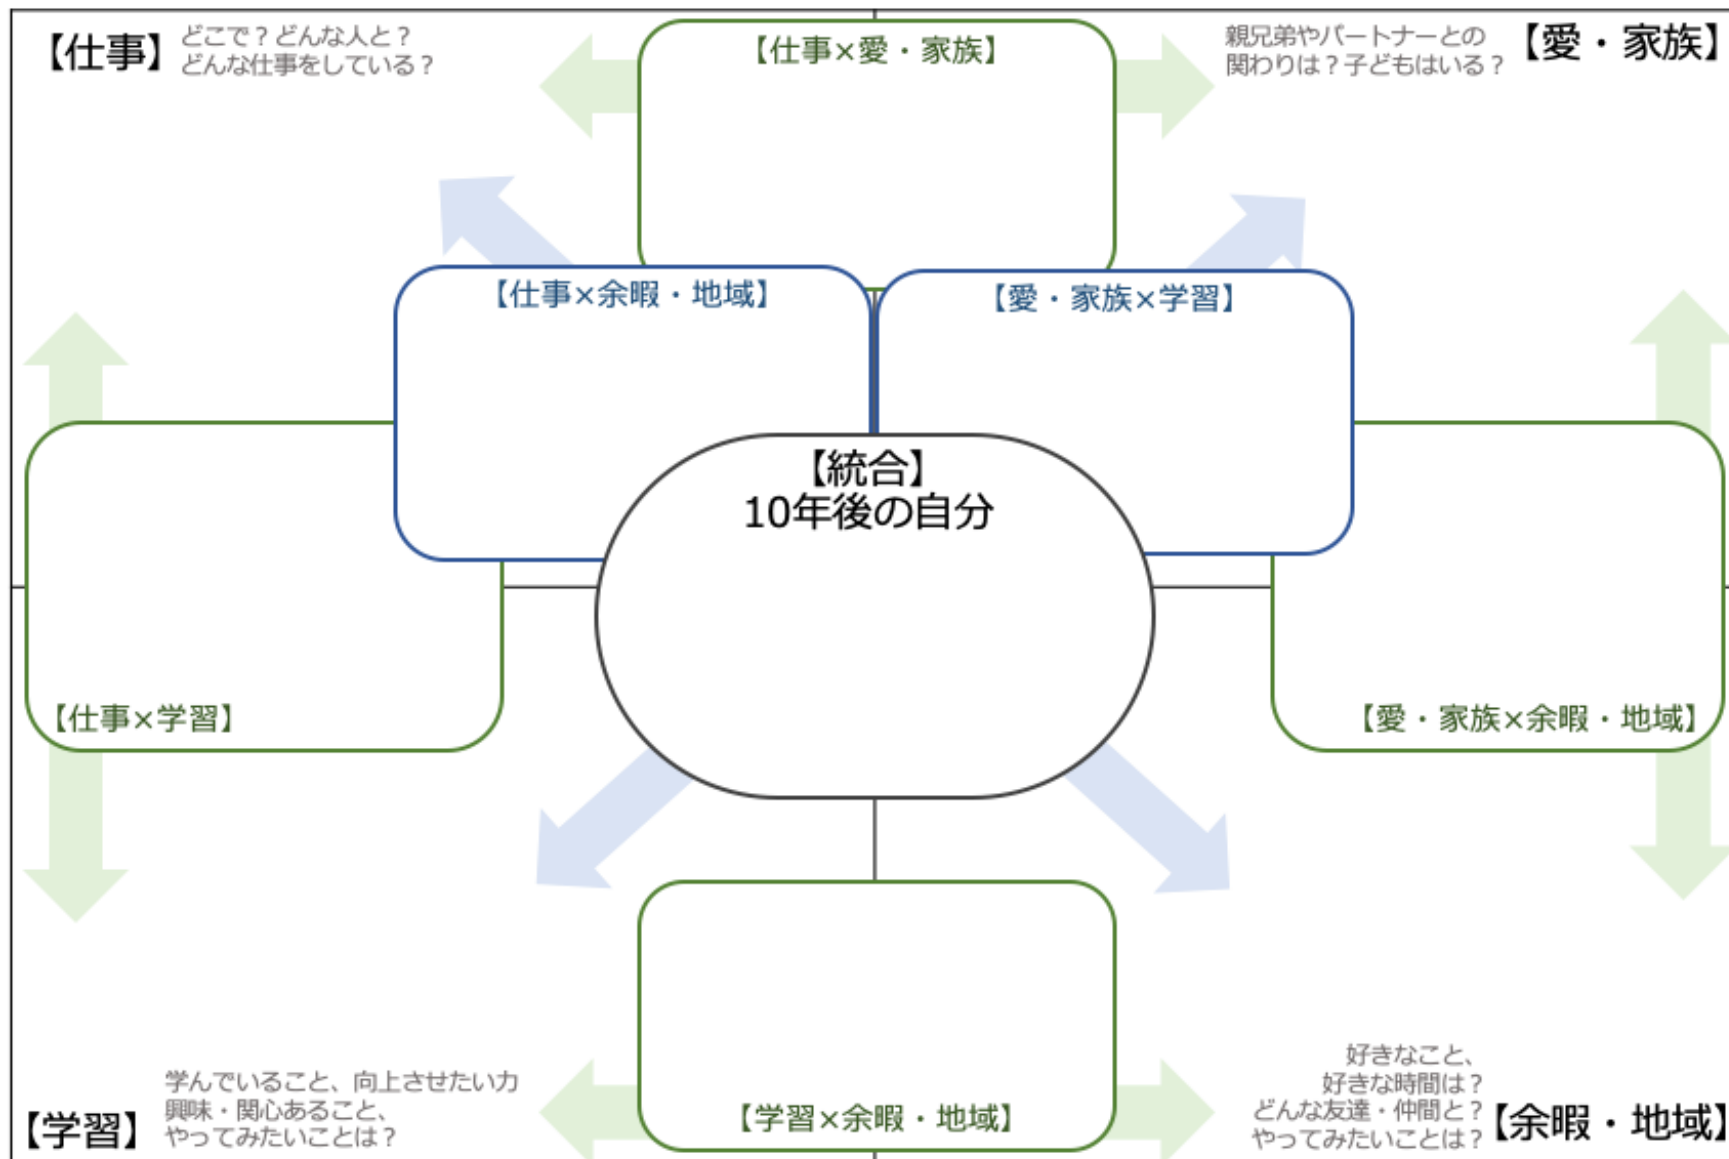 【仕事】
どこで？どんな人と？
どんな仕事をしている？
【仕事×愛・家族】
親兄弟やパートナーとの
関わりは？子どもはいる？
【愛・家族】
【仕事×余暇・地域】
【愛・家族×学習】
【統合】
10年後の自分
【仕事×学習】
【愛・家族×余暇・地域】
【学習】
学んでいること、向上させたい力
興味・関心あること、
やってみたいことは？
【学習×余暇・地域】
好きなこと、
好きな時間は？
どんな友達・仲間と？
やってみたいことは？
【余暇・地域】